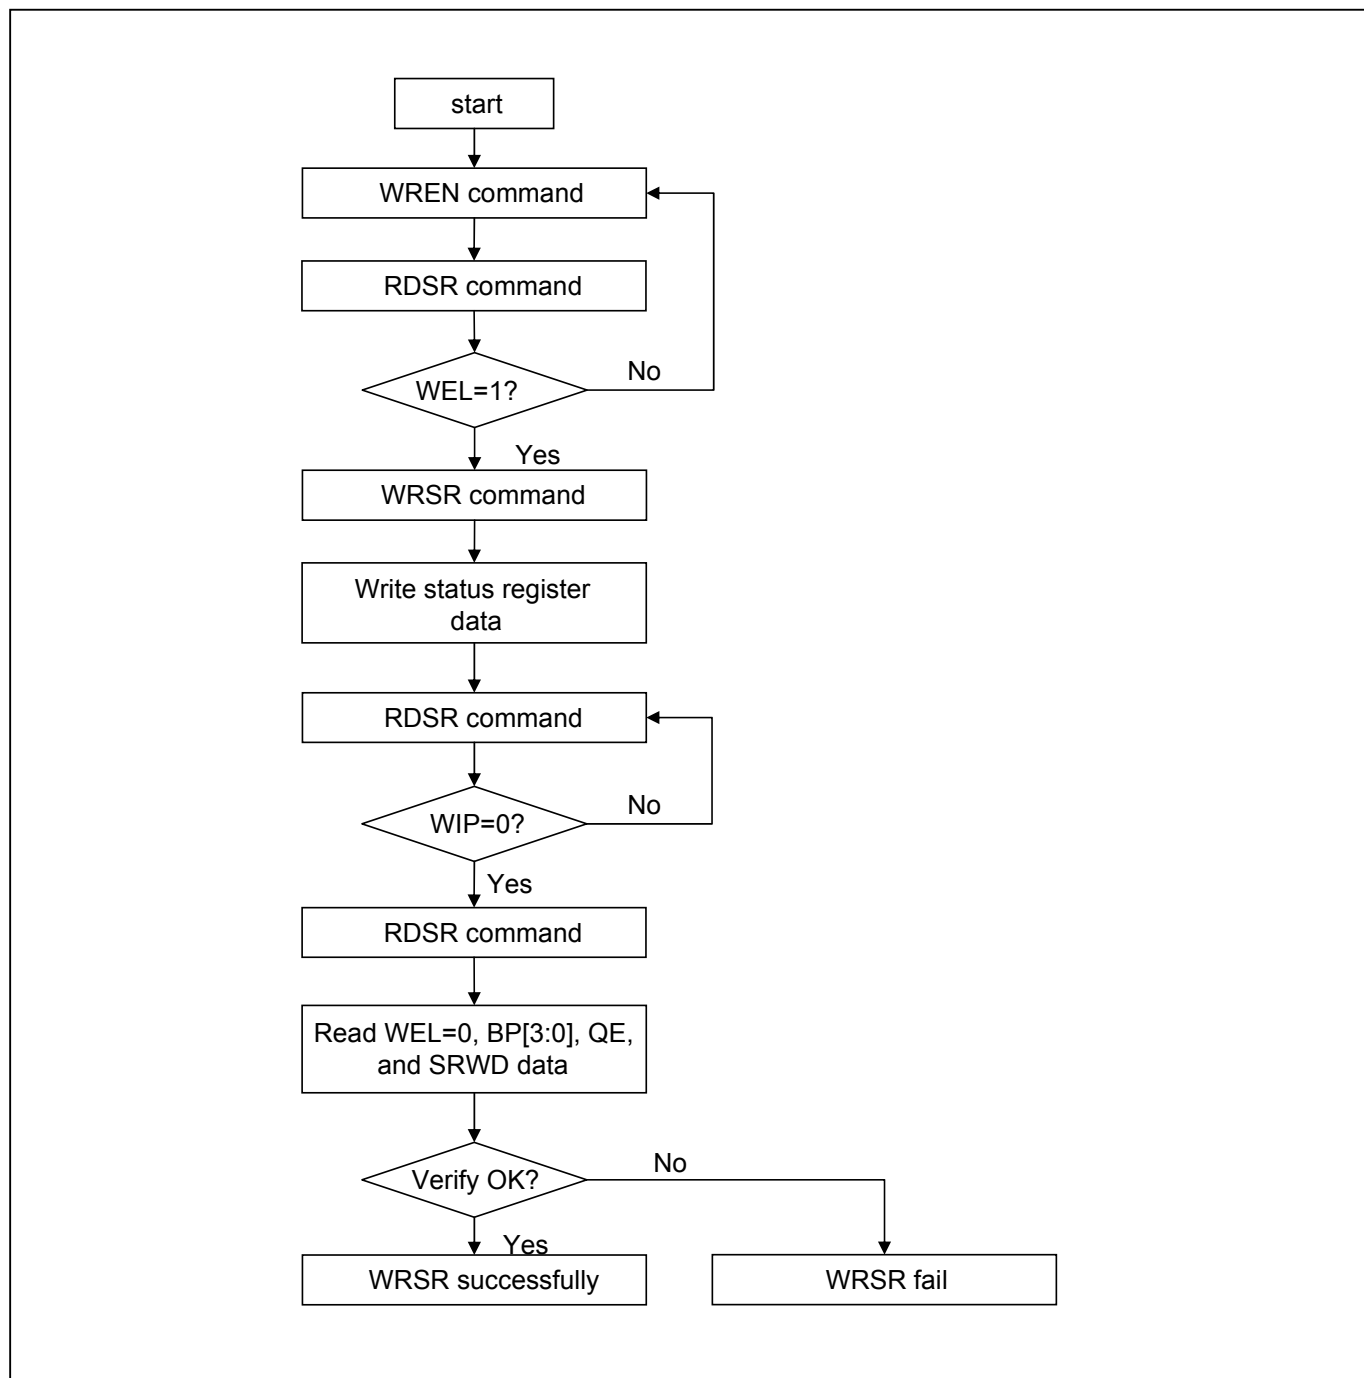 start
WREN command
RDSR command
WEL=1?
No
Yes
WRSR command
Write status register
data
RDSR command
WIP=0?
No
Yes
RDSR command
Read WEL=0, BP[3:0], QE,
and SRWD data
Verify OK?
No
Yes
WRSR successfully
WRSR fail